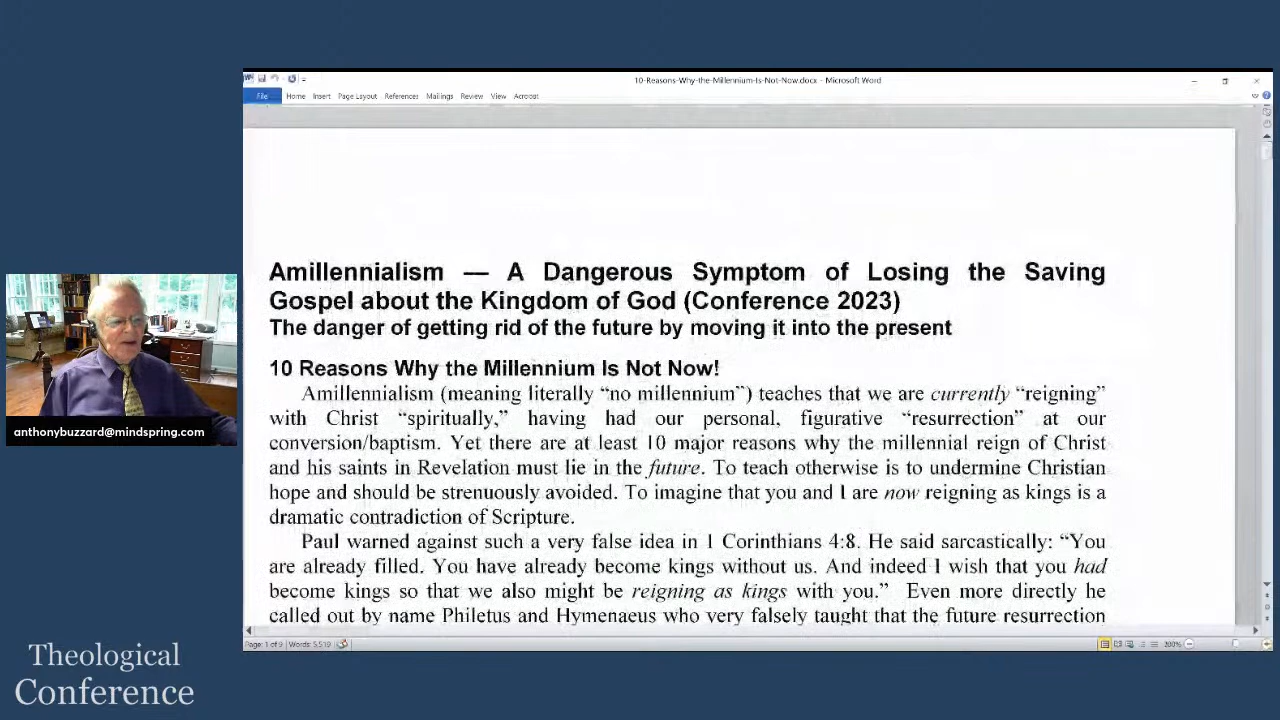 10-Reasons-Why-the-Millennium-Is-Not-Now.docx - Microsoft Word
File Home Insert Page Layout References Mailings Review View Acrobat
Amillennialism — A Dangerous Symptom of Losing the Saving
Gospel about the Kingdom of God (Conference 2023)
The danger of getting rid of the future by moving it into the present
10 Reasons Why the Millennium Is Not Now!
Amillennialism (meaning literally “no millennium”) teaches that we are currently “reigning”
with Christ “spiritually,” having had our personal, figurative “resurrection” at our
conversion/baptism. Yet there are at least 10 major reasons why the millennial reign of Christ
and his saints in Revelation must lie in the future. To teach otherwise is to undermine Christian
hope and should be strenuously avoided. To imagine that you and I are now reigning as kings is a
dramatic contradiction of Scripture.
Paul warned against such a very false idea in 1 Corinthians 4:8. He said sarcastically: “You
are already filled. You have already become kings without us. And indeed I wish that you had
become kings so that we also might be reigning as kings with you.” Even more directly he
called out by name Philetus and Hymenaeus who very falsely taught that the future resurrection
Page: 1 of 9 Words: 5,519
200%
anthonybuzzard@mindspring.com
Theological
Conference